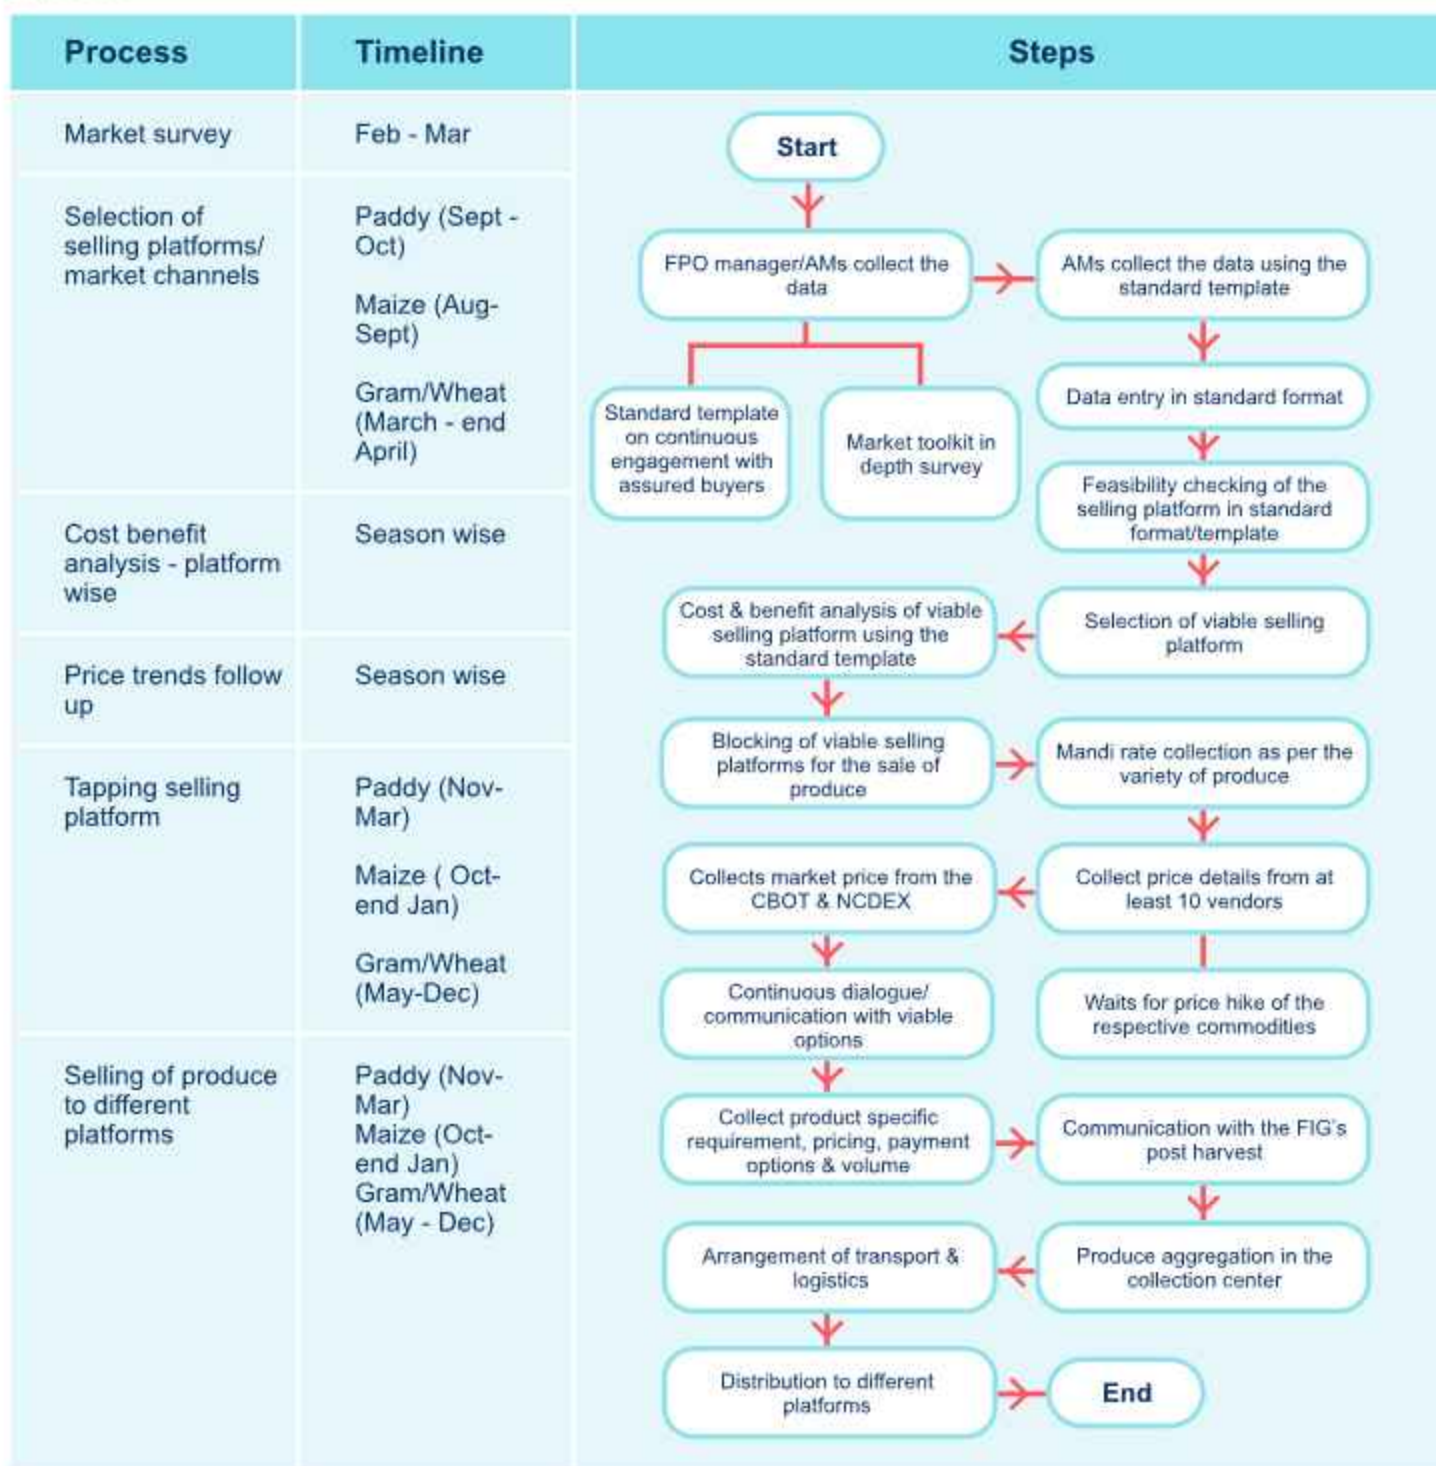 Process
Timeline
Steps
Market survey
Feb - Mar
Selection of
selling platforms/
market channels
Paddy (Sept -
Oct)
Maize (Aug-
Sept)
Gram/Wheat
(March - end
April)
Cost benefit
analysis - platform
wise
Season wise
Price trends follow
up
Season wise
Tapping selling
platform
Paddy (Nov-
Mar)
Maize ( Oct-
end Jan)
Gram/Wheat
(May-Dec)
Selling of produce
to different
platforms
Paddy (Nov-
Mar)
Maize (Oct-
end Jan)
Gram/Wheat
(May - Dec)
Start
FPO manager/AMs collect the
data
AMs collect the data using the
standard template
Standard template
on continuous
engagement with
assured buyers
Market toolkit in
depth survey
Data entry in standard format
Feasibility checking of the
selling platform in standard
format/template
Selection of viable selling
platform
Cost & benefit analysis of viable
selling platform using the
standard template
Blocking of viable selling
platforms for the sale of
produce
Mandi rate collection as per the
variety of produce
Collect price details from at
least 10 vendors
Collects market price from the
CBOT & NCDEX
Waits for price hike of the
respective commodities
Continuous dialogue/
communication with viable
options
Collect product specific
requirement, pricing, payment
options & volume
Communication with the FIG's
post harvest
Produce aggregation in the
collection center
Arrangement of transport &
logistics
Distribution to different
platforms
End